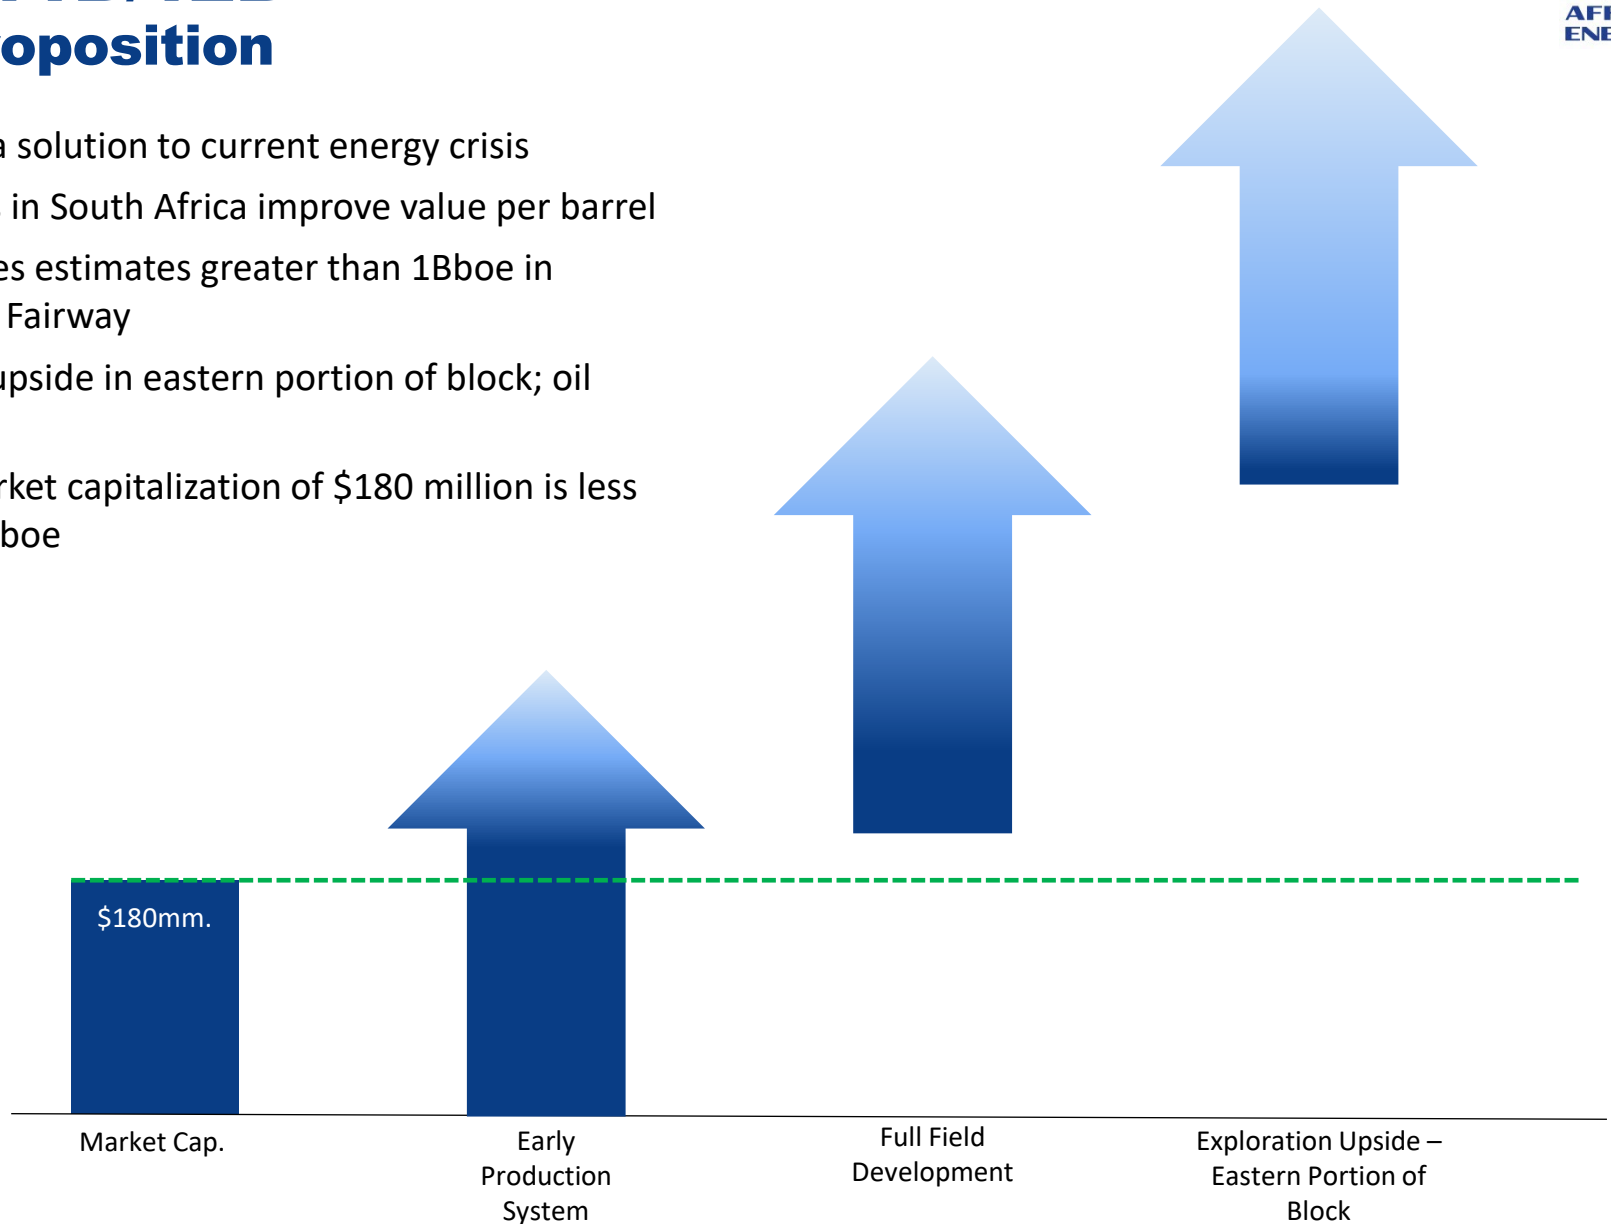 oposition
AF
ENE
a solution to current energy crisis
in South Africa improve value per barrel
es estimates greater than 1Bboe in
Fairway
upside in eastern portion of block; oil
rket capitalization of $180 million is less
boe
$180mm.
Market Cap.
Early
Production
System
Full Field
Development
Exploration Upside –
Eastern Portion of
Block